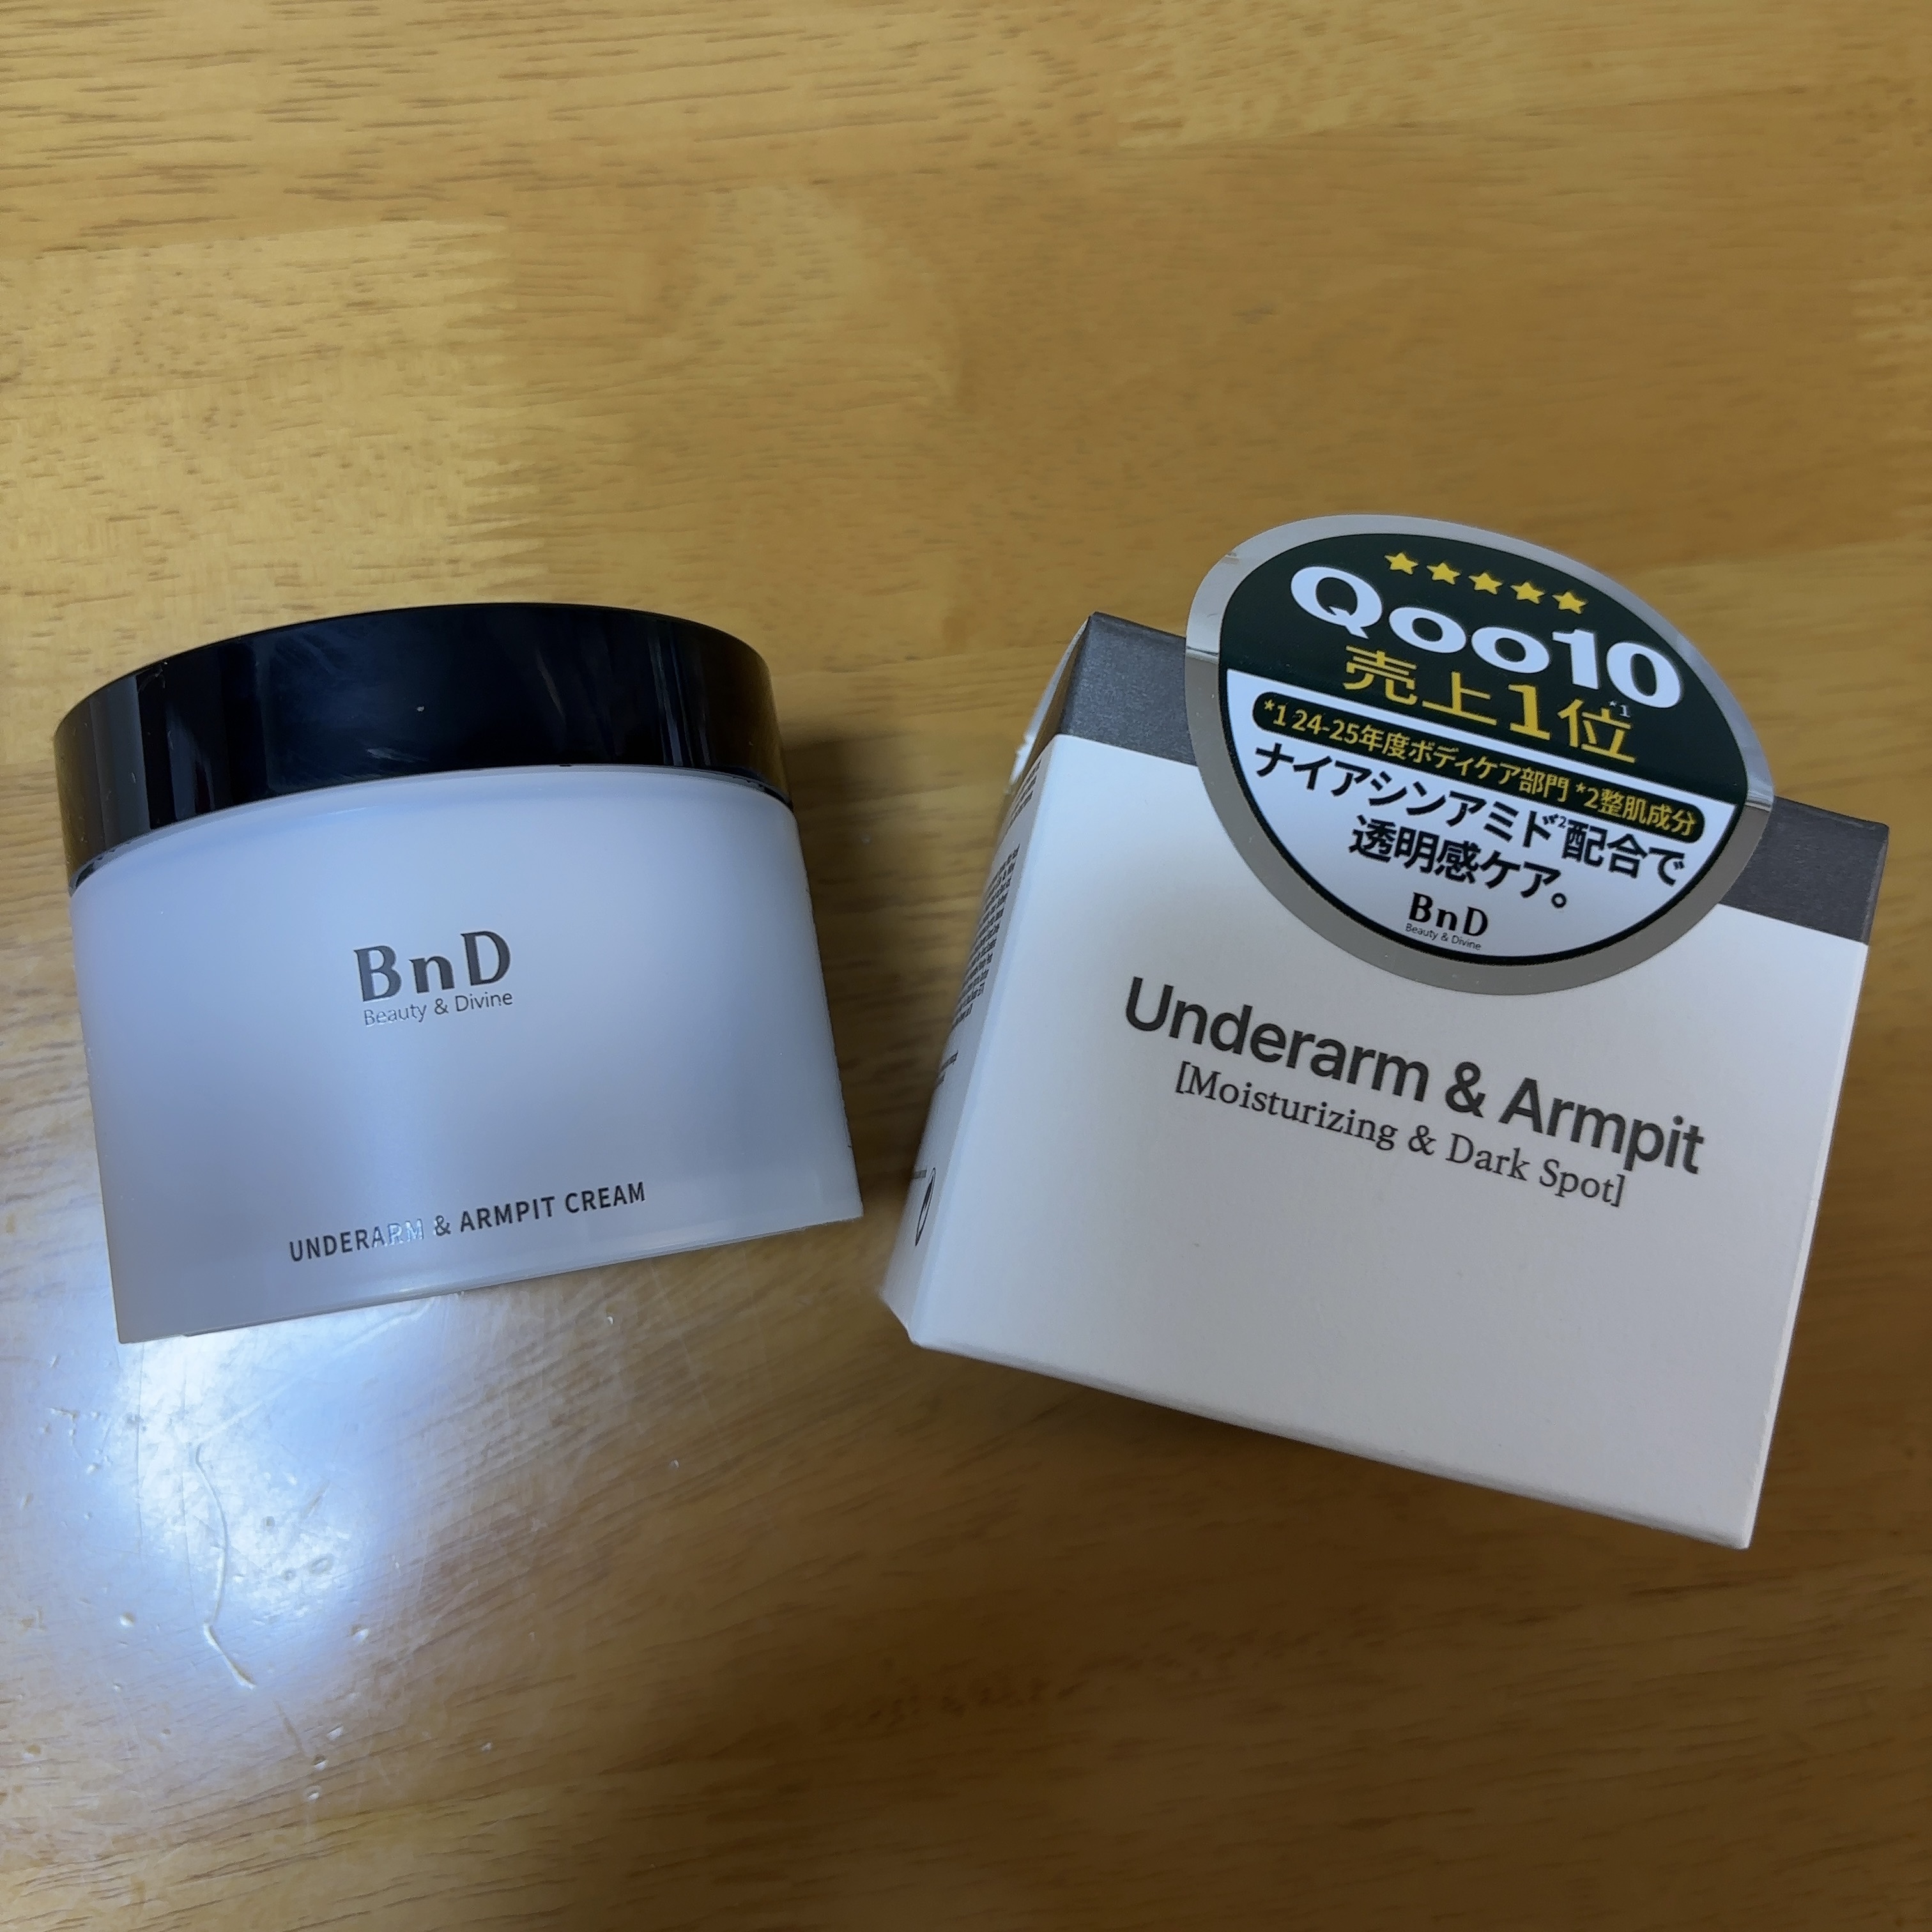 BnD
Beauty & Divine
UNDERARM & ARMPIT CREAM
Qoo10
売上1位*1
*1 24-25年度ボディケア部門 *2整肌成分
ナイアシンアミド*2配合で
透明感ケア。
BnD
Beauty & Divine
Underarm & Armpit
[Moisturizing & Dark Spot]